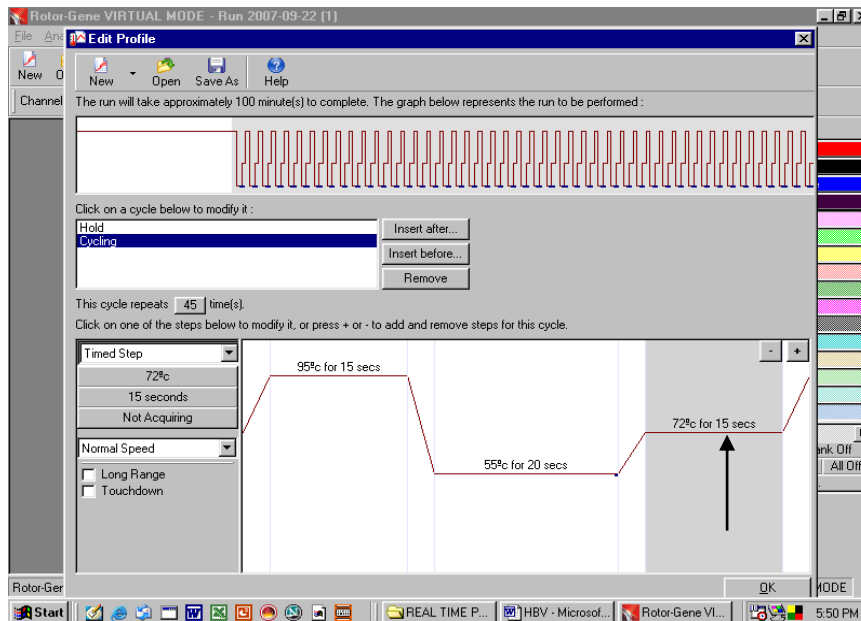 Rotor-Gene VIRTUAL MODE - Run 2007-09-22 (1)
File Ana
Edit Profile
New
New Open Save As Help
Channel
The run will take approximately 100 minute(s) to complete. The graph below represents the run to be performed :
Click on a cycle below to modify it :
Hold
Cycling
Insert after...
Insert before...
Remove
This cycle repeats 45 time(s).
Click on one of the steps below to modify it, or press + or - to add and remove steps for this cycle.
Timed Step
- +
72ºc
95ºc for 15 secs
15 seconds
Not Acquiring
72ºc for 15 secs
Normal Speed
ank Off
55ºc for 20 secs
All Off
Long Range
Touchdown
OK
Rotor-Ger
MODE
Start
REAL TIME P...
HBV - Microsof...
Rotor-Gene VI...
5:50 PM